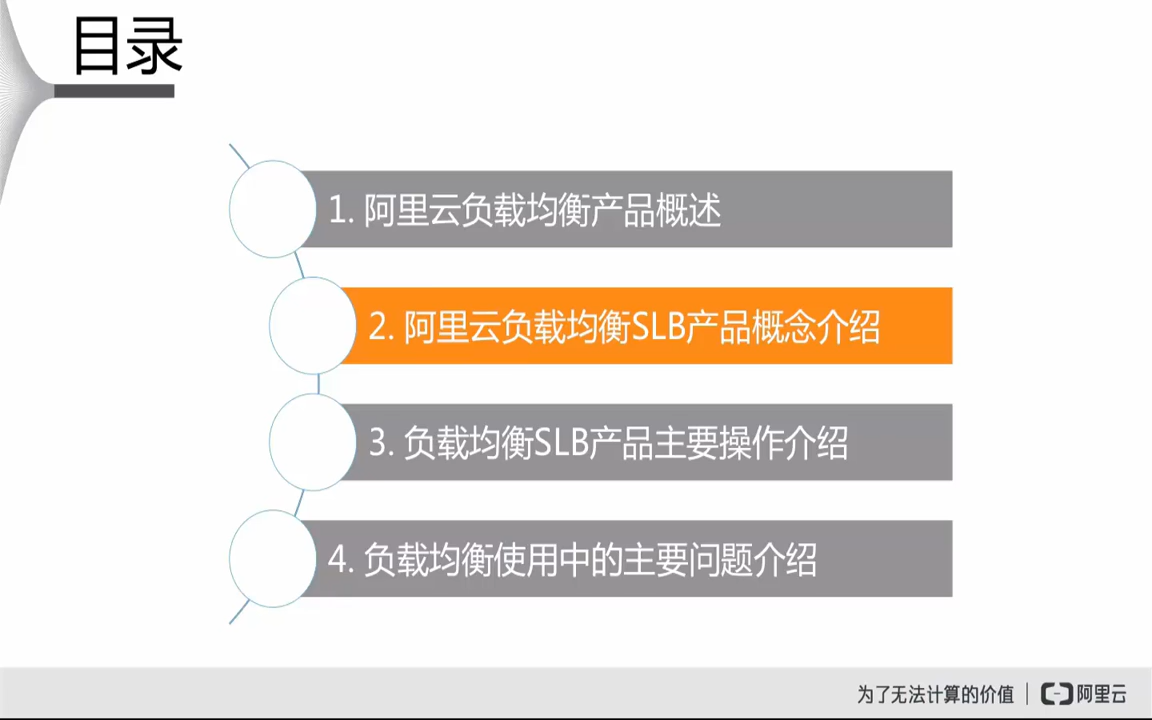 目录
1. 阿里云负载均衡产品概述
2. 阿里云负载均衡SLB产品概念介绍
3. 负载均衡SLB产品主要操作介绍
4. 负载均衡使用中的主要问题介绍
为了无法计算的价值 | 阿里云